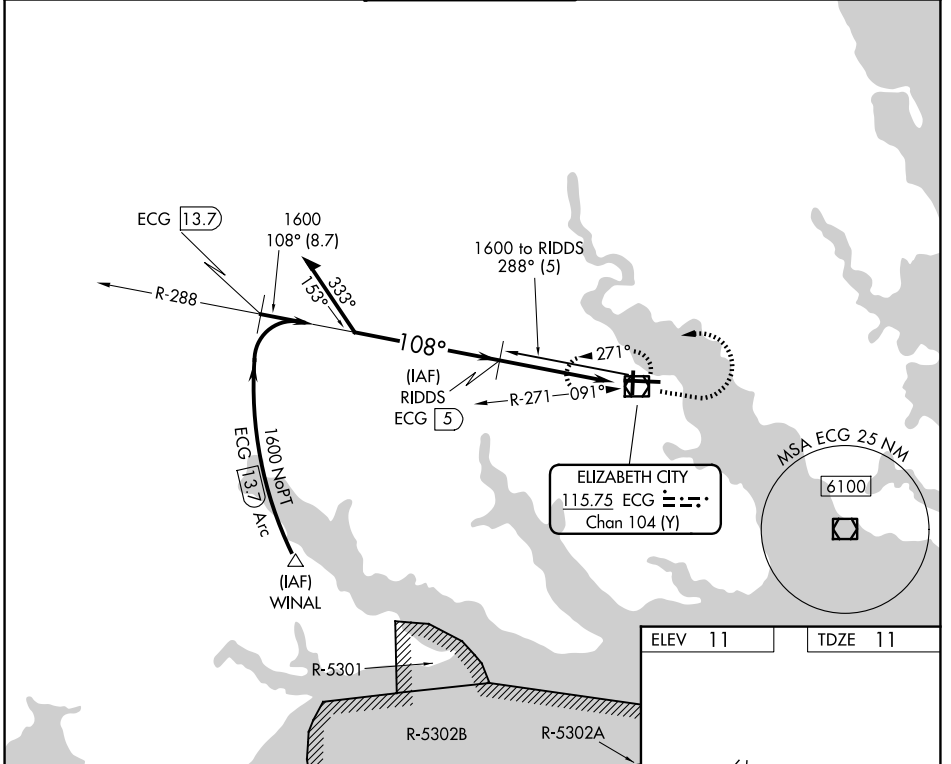 ECG 13.7
1600
108° (8.7)
R-288
333°
153°
1600 to RIDDS
288° (5)
108°
(IAF)
RIDDS
ECG 5
271°
R-271
091°
1600 NoPT
ECG 13.7 Arc
(IAF)
WINAL
ELIZABETH CITY
115.75 ECG
Chan 104 (Y)
MSA ECG 25 NM
6100
R-5301
R-5302B
R-5302A
ELEV 11
TDZE 11